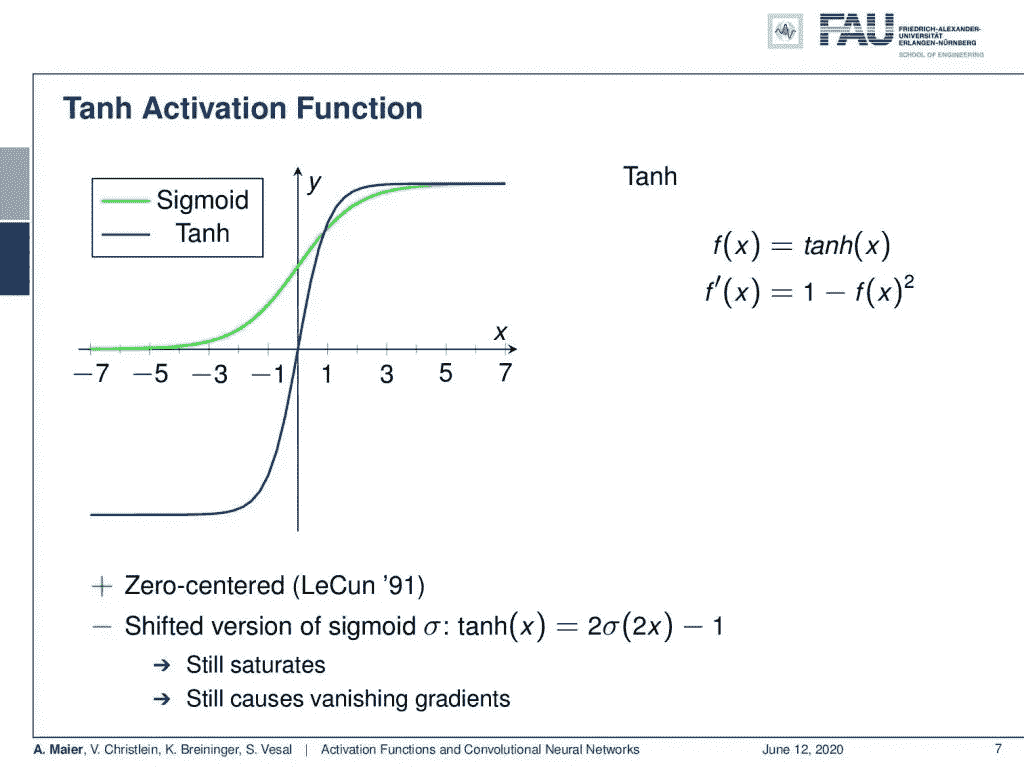 FAU
FRIEDRICH-ALEXANDER-
UNIVERSITÄT
ERLANGEN-NÜRNBERG
SCHOOL OF ENGINEERING
Tanh Activation Function
Sigmoid
Tanh
y
x
−7 −5 −3 −1 1 3 5 7
Tanh
f(x) = tanh(x)
f′(x) = 1 − f(x)²
+ Zero-centered (LeCun ’91)
− Shifted version of sigmoid σ: tanh(x) = 2σ(2x) − 1
➔ Still saturates
➔ Still causes vanishing gradients
A. Maier, V. Christlein, K. Breininger, S. Vesal | Activation Functions and Convolutional Neural Networks June 12, 2020 7